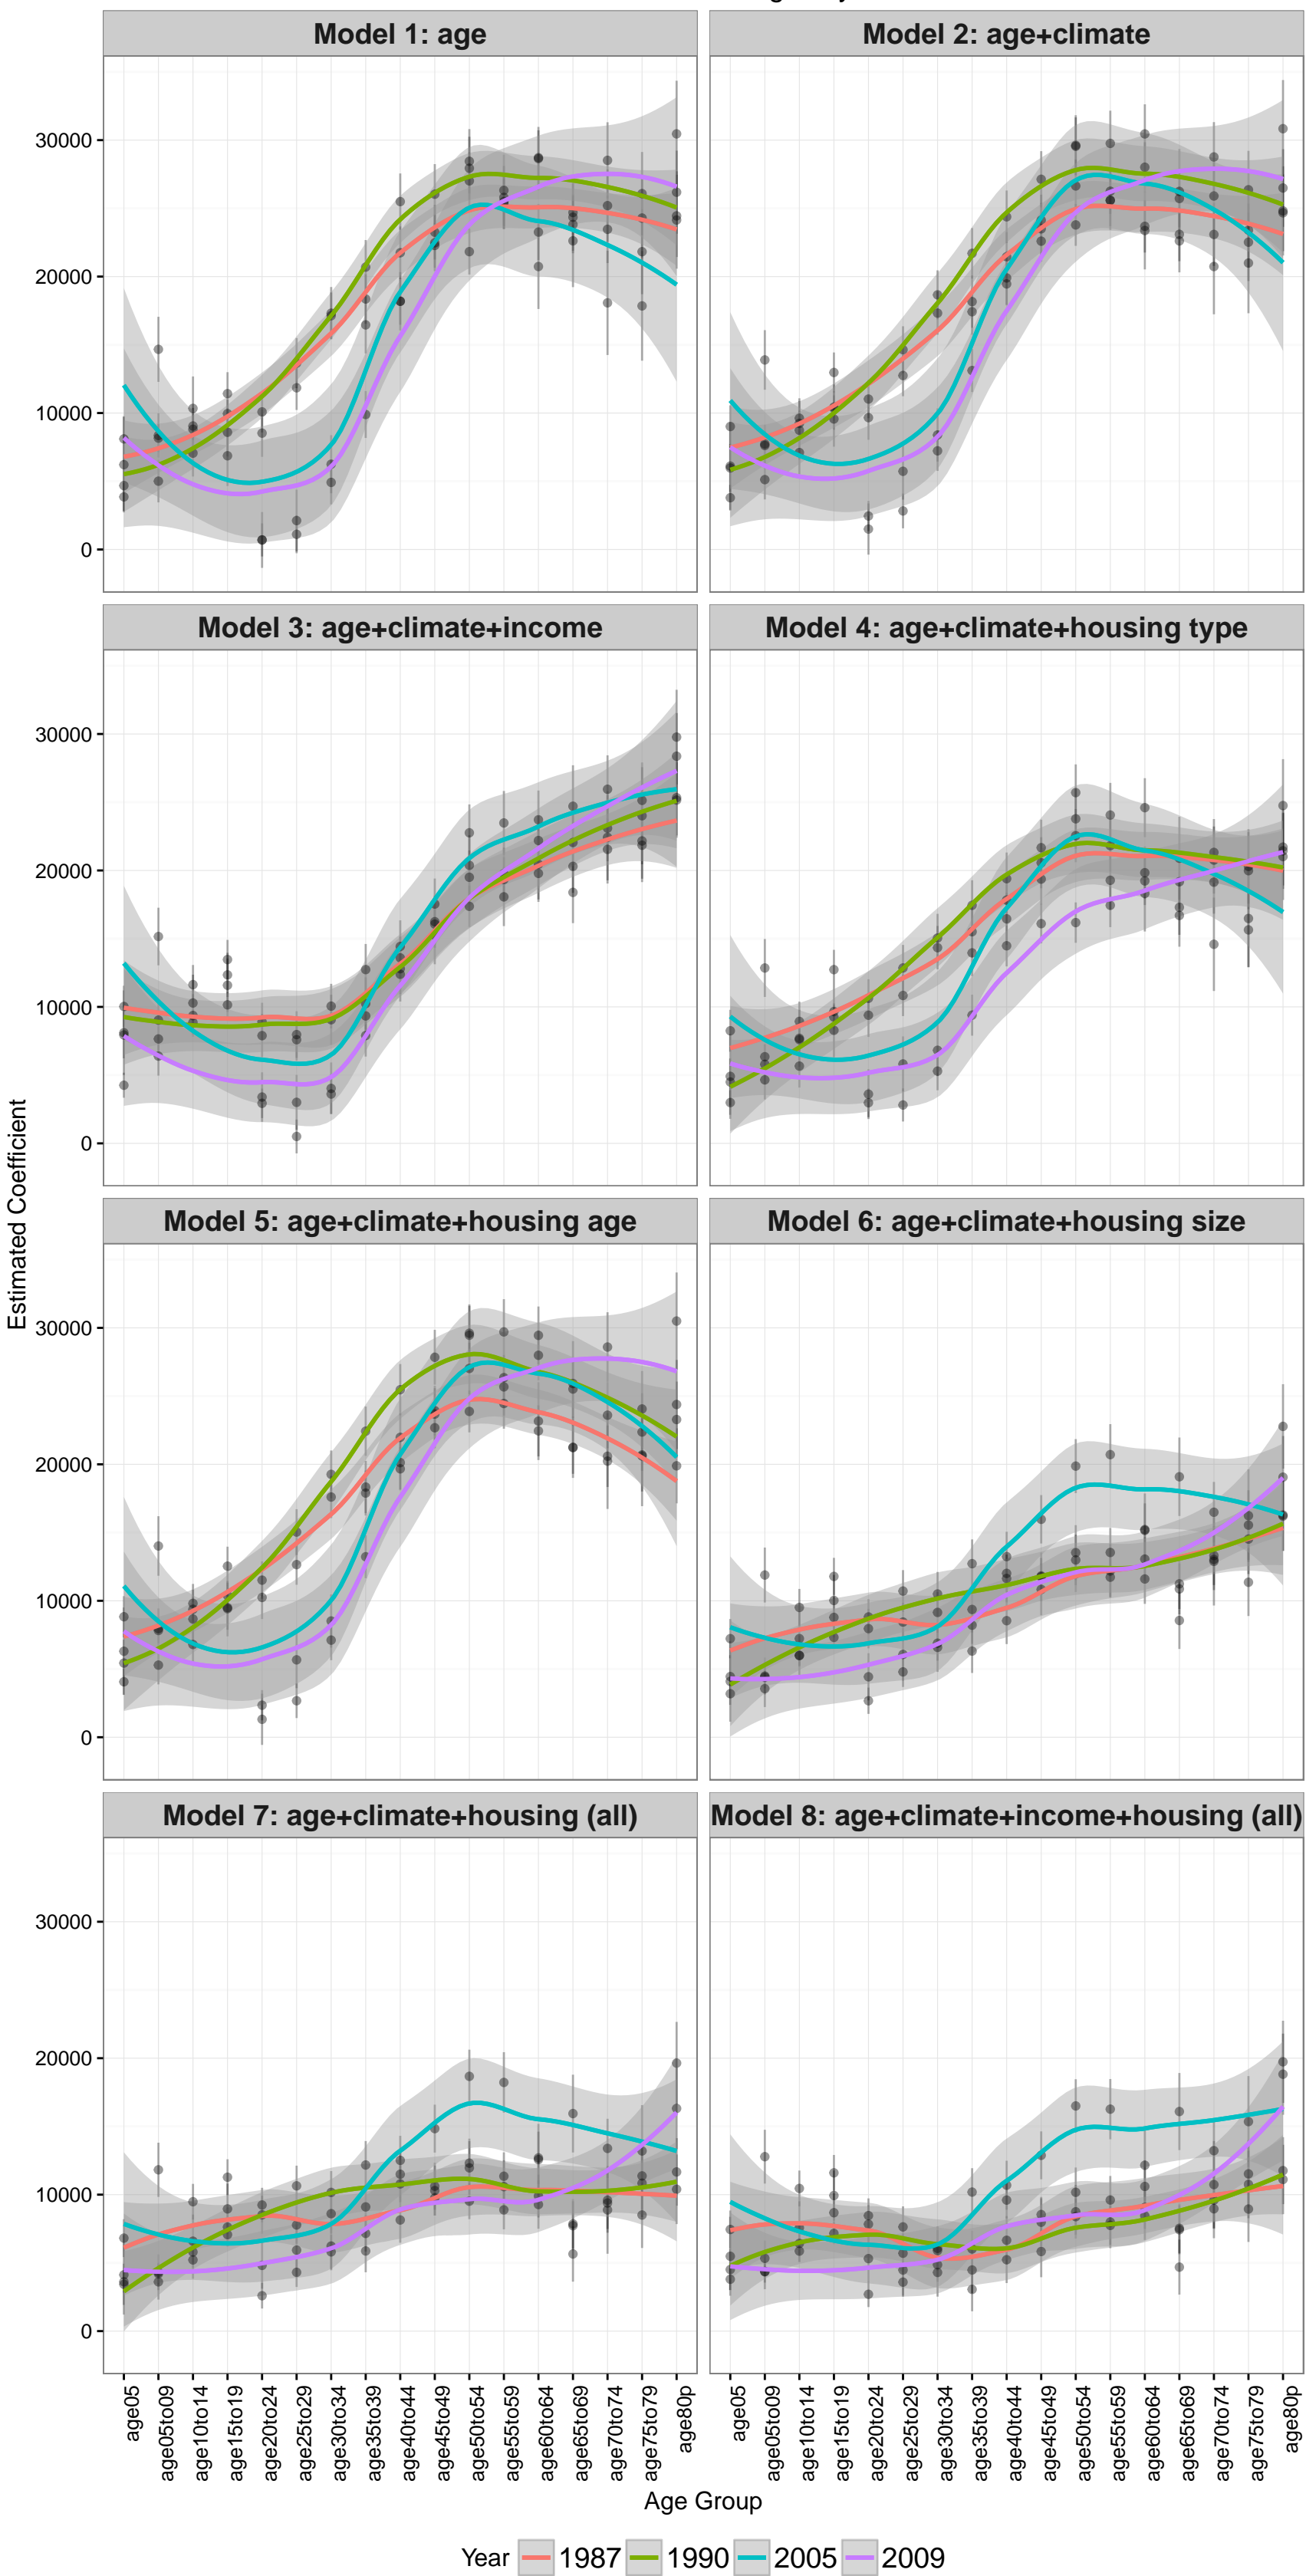 Model 1: age
Model 2: age+climate
30000
20000
10000
0
Model 3: age+climate+income
Model 4: age+climate+housing type
30000
20000
10000
0
Model 5: age+climate+housing age
Model 6: age+climate+housing size
30000
20000
10000
0
Model 7: age+climate+housing (all)
Model 8: age+climate+income+housing (all)
30000
20000
10000
0
Estimated Coefficient
age05
age05to09
age10to14
age15to19
age20to24
age25to29
age30to34
age35to39
age40to44
age45to49
age50to54
age55to59
age60to64
age65to69
age70to74
age75to79
age80p
age05
age05to09
age10to14
age15to19
age20to24
age25to29
age30to34
age35to39
age40to44
age45to49
age50to54
age55to59
age60to64
age65to69
age70to74
age75to79
age80p
Age Group
Year 1987 1990 2005 2009